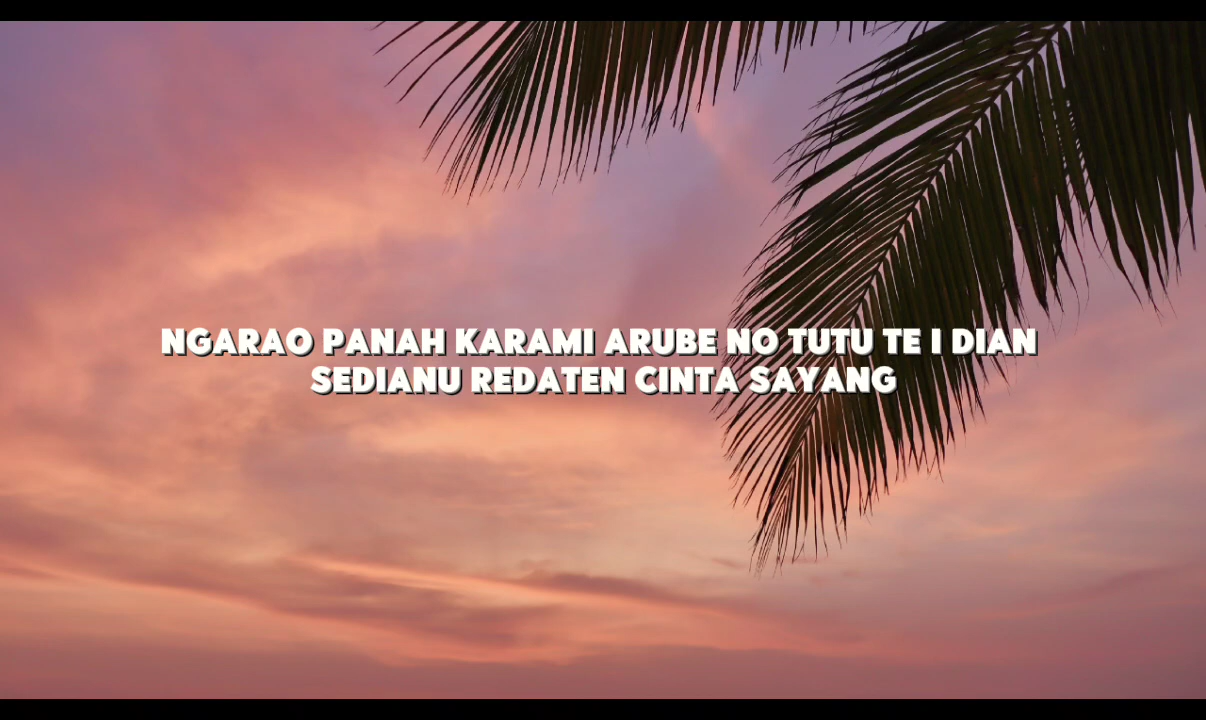 NGARAO PANAH KARAMI ARUBE NO TUTU TE I DIAN
SEDIANU REDATEN CINTA SAYANG